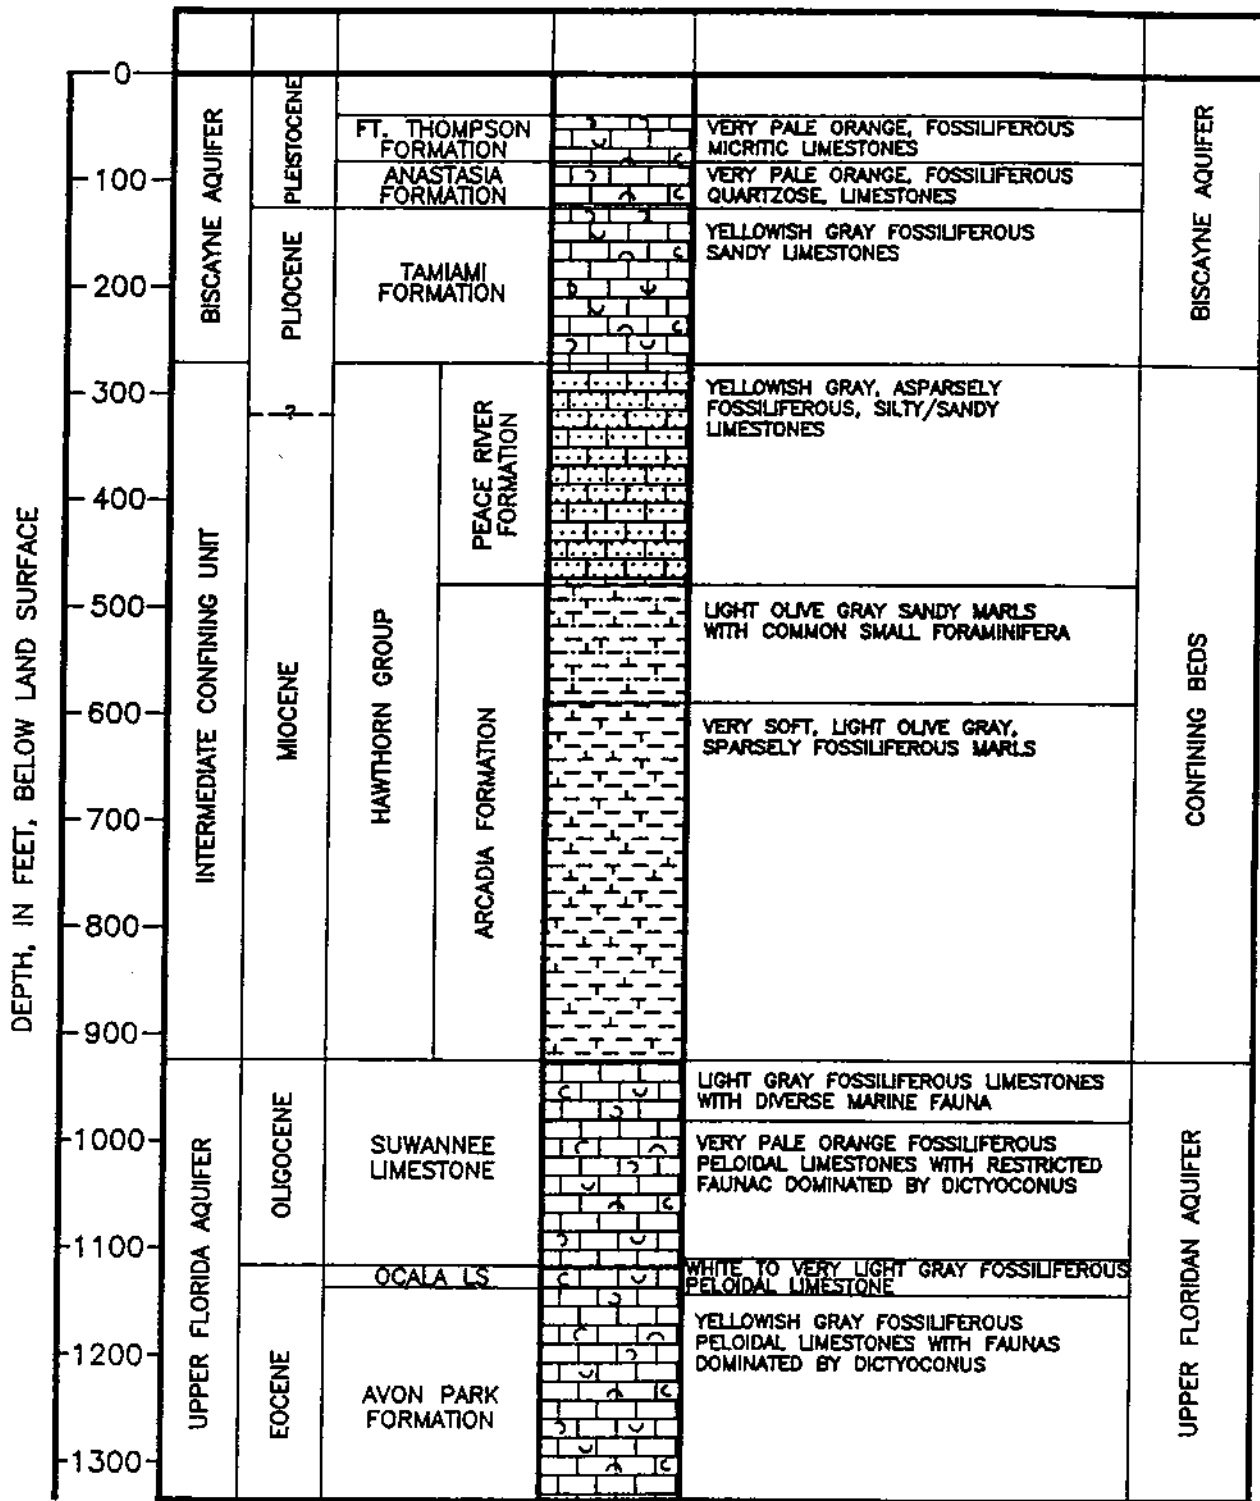 DEPTH, IN FEET, BELOW LAND SURFACE
0
100
200
300
400
500
600
700
800
900
1000
1100
1200
1300
BISCAYNE AQUIFER
INTERMEDIATE CONFINING UNIT
UPPER FLORIDA AQUIFER
PLEISTOCENE
PLIOCENE
?
MIOCENE
OLIGOCENE
EOCENE
FT. THOMPSON
FORMATION
ANASTASIA
FORMATION
TAMIAMI
FORMATION
HAWTHORN GROUP
PEACE RIVER
FORMATION
ARCADIA FORMATION
SUWANNEE
LIMESTONE
OCALA LS.
AVON PARK
FORMATION
VERY PALE ORANGE, FOSSILIFEROUS
MICRITIC LIMESTONES
VERY PALE ORANGE, FOSSILIFEROUS
QUARTZOSE, LIMESTONES
YELLOWISH GRAY FOSSILIFEROUS
SANDY LIMESTONES
YELLOWISH GRAY, ASPARSELY
FOSSILIFEROUS, SILTY/SANDY
LIMESTONES
LIGHT OLIVE GRAY SANDY MARLS
WITH COMMON SMALL FORAMINIFERA
VERY SOFT, LIGHT OLIVE GRAY,
SPARSELY FOSSILIFEROUS MARLS
LIGHT GRAY FOSSILIFEROUS LIMESTONES
WITH DIVERSE MARINE FAUNA
VERY PALE ORANGE FOSSILIFEROUS
PELOIDAL LIMESTONES WITH RESTRICTED
FAUNAC DOMINATED BY DICTYOCONUS
WHITE TO VERY LIGHT GRAY FOSSILIFEROUS
PELOIDAL LIMESTONE
YELLOWISH GRAY FOSSILIFEROUS
PELOIDAL LIMESTONES WITH FAUNAS
DOMINATED BY DICTYOCONUS
BISCAYNE AQUIFER
CONFINING BEDS
UPPER FLORIDAN AQUIFER